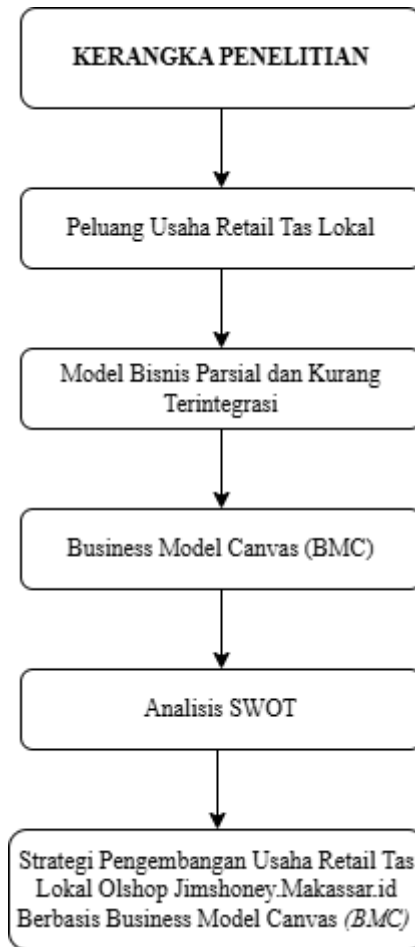 KERANGKA PENELITIAN
Peluang Usaha Retail Tas Lokal
Model Bisnis Parsial dan Kurang
Terintegrasi
Business Model Canvas (BMC)
Analisis SWOT
Strategi Pengembangan Usaha Retail Tas
Lokal Olshop Jimshoney.Makassar.id
Berbasis Business Model Canvas (BMC)